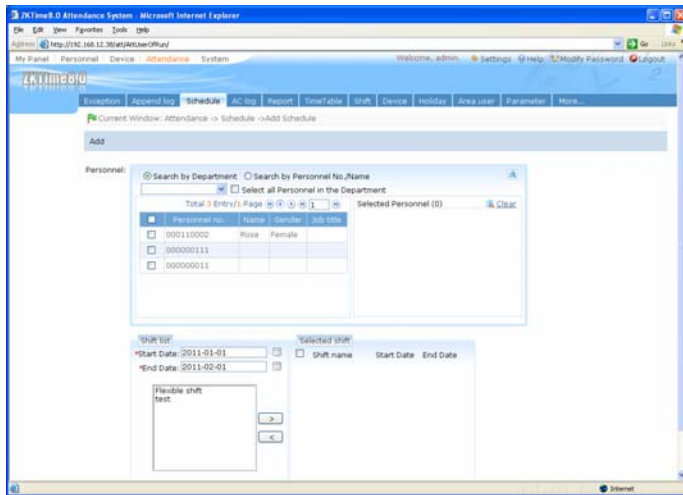 ZKTime8.0 Attendance System - Microsoft Internet Explorer
File Edit View Favorites Tools Help
Address http://192.168.12.38/att/AttUserOfRun/ Go Links
My Panel Personnel Device Attendance System Welcome, admin. Settings Help Modify Password Logout
ZKTime8.0
Exception Append log Schedule AC log Report TimeTable Shift Device Holiday Area user Parameter More...
Current Window: Attendance -> Schedule ->Add Schedule
Add
Personnel:
Search by Department Search by Personnel No./Name
Select all Personnel in the Department
Total 3 Entry/1 Page 1 Selected Personnel (0) Clear
Personnel no. Name Gender Job title
000110002 Rose Female
000000111
000000011
Shift list Selected shift
*Start Date: 2011-01-01 Shift name Start Date End Date
*End Date: 2011-02-01
Flexible shift
test
>
<
Internet